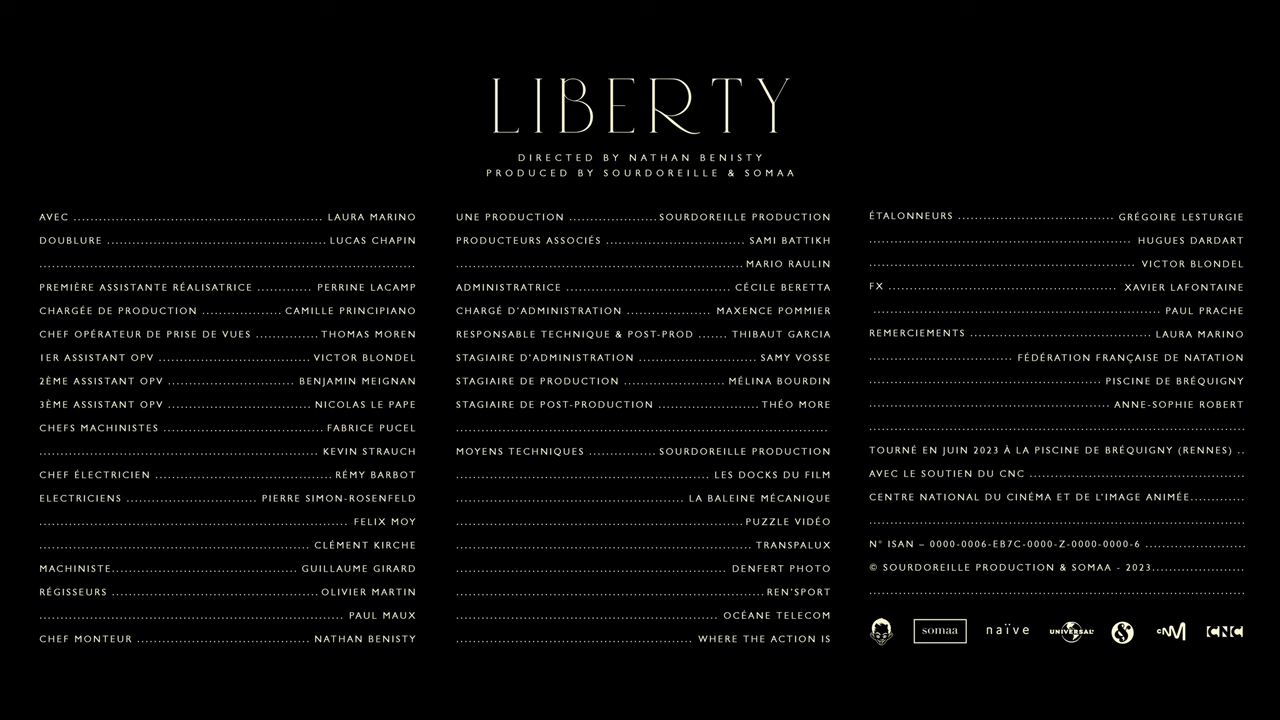 LIBERTY
DIRECTED BY NATHAN BENISTY
PRODUCED BY SOURDOREILLE & SOMAA
AVEC ........ LAURA MARINO
DOUBLURE ........ LUCAS CHAPIN
........
PREMIÈRE ASSISTANTE RÉALISATRICE ........ PERRINE LACAMP
CHARGÉE DE PRODUCTION ........ CAMILLE PRINCIPIANO
CHEF OPÉRATEUR DE PRISE DE VUES ........ THOMAS MOREN
1ER ASSISTANT OPV ........ VICTOR BLONDEL
2ÈME ASSISTANT OPV ........ BENJAMIN MEIGNAN
3ÈME ASSISTANT OPV ........ NICOLAS LE PAPE
CHEFS MACHINISTES ........ FABRICE PUCEL
........ KEVIN STRAUCH
CHEF ÉLECTRICIEN ........ RÉMY BARBOT
ELECTRICIENS ........ PIERRE SIMON-ROSENFELD
........ FELIX MOY
........ CLÉMENT KIRCHE
MACHINISTE ........ GUILLAUME GIRARD
RÉGISSEURS ........ OLIVIER MARTIN
........ PAUL MAUX
CHEF MONTEUR ........ NATHAN BENISTY
UNE PRODUCTION ........ SOURDOREILLE PRODUCTION
PRODUCTEURS ASSOCIÉS ........ SAMI BATTIKH
........ MARIO RAULIN
ADMINISTRATRICE ........ CÉCILE BERETTA
CHARGÉ D'ADMINISTRATION ........ MAXENCE POMMIER
RESPONSABLE TECHNIQUE & POST-PROD ........ THIBAUT GARCIA
STAGIAIRE D'ADMINISTRATION ........ SAMY VOSSE
STAGIAIRE DE PRODUCTION ........ MÉLINA BOURDIN
STAGIAIRE DE POST-PRODUCTION ........ THÉO MORE
........
MOYENS TECHNIQUES ........ SOURDOREILLE PRODUCTION
........ LES DOCKS DU FILM
........ LA BALEINE MÉCANIQUE
........ PUZZLE VIDÉO
........ TRANSPALUX
........ DENFERT PHOTO
........ REN'SPORT
........ OCÉANE TELECOM
........ WHERE THE ACTION IS
ÉTALONNEURS ........ GRÉGOIRE LESTURGIE
........ HUGUES DARDART
........ VICTOR BLONDEL
FX ........ XAVIER LAFONTAINE
........ PAUL PRACHE
REMERCIEMENTS ........ LAURA MARINO
........ FÉDÉRATION FRANÇAISE DE NATATION
........ PISCINE DE BRÉQUIGNY
........ ANNE-SOPHIE ROBERT
........
TOURNÉ EN JUIN 2023 À LA PISCINE DE BRÉQUIGNY (RENNES) ..
AVEC LE SOUTIEN DU CNC ........
CENTRE NATIONAL DU CINÉMA ET DE L'IMAGE ANIMÉE ........
........
N° ISAN – 0000-0006-EB7C-0000-Z-0000-0000-6 ........
© SOURDOREILLE PRODUCTION & SOMAA - 2023 ........
........
somaa naïve UNIVERSAL CNM CNC